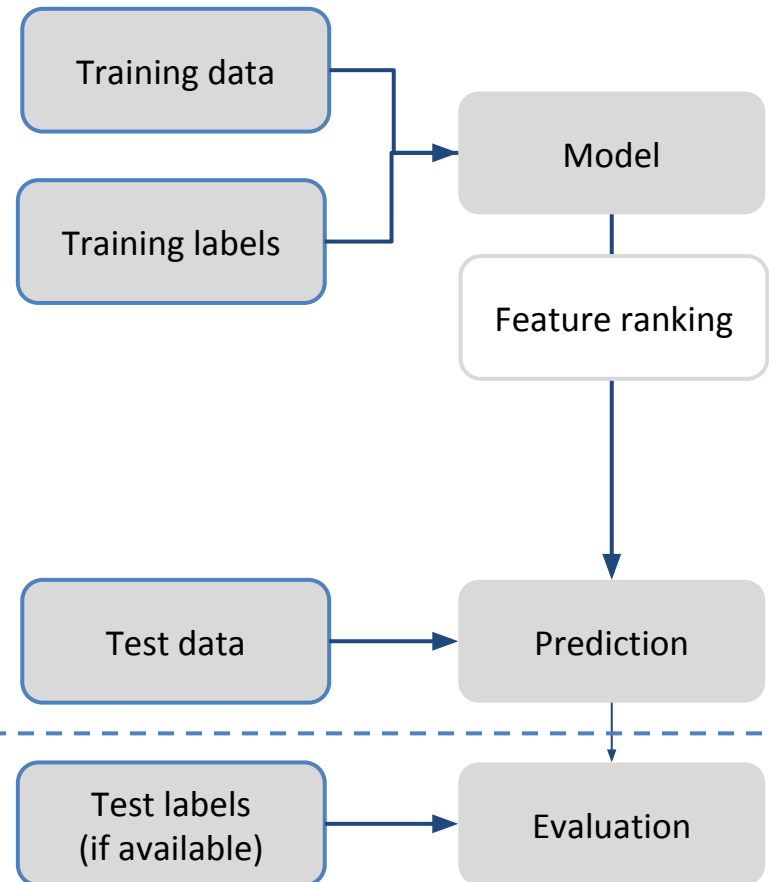 Training data
Model
Training labels
Feature ranking
Test data
Prediction
Test labels
(if available)
Evaluation